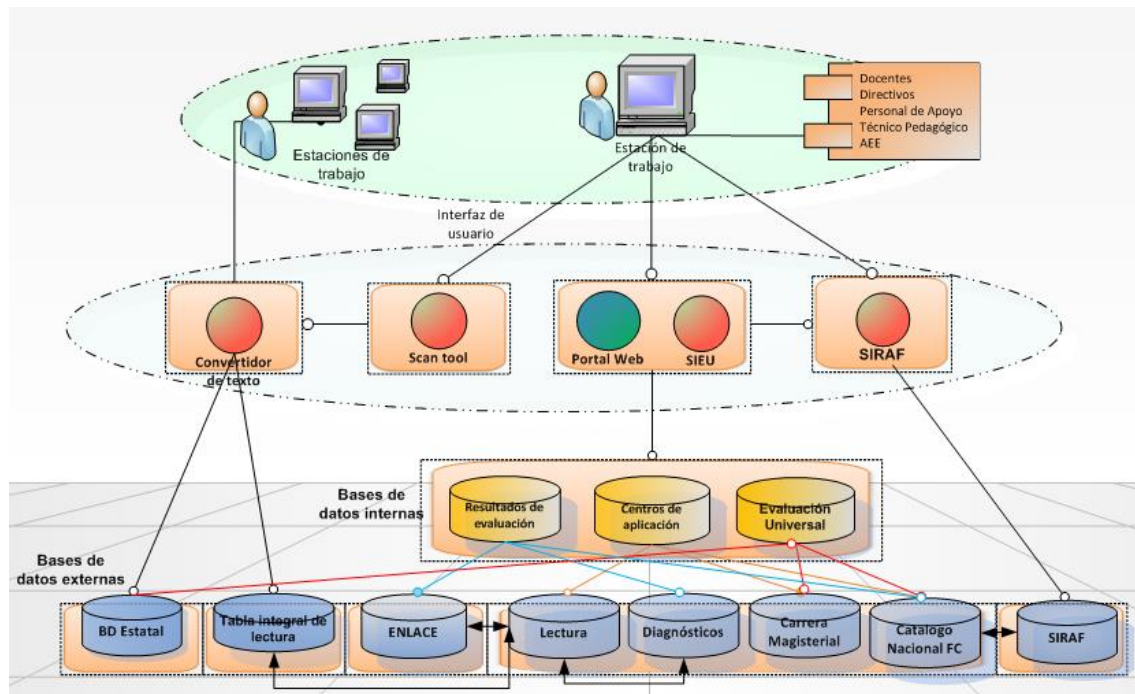 Docentes
Directivos
Personal de Apoyo
Técnico Pedagógico
AEE
Estaciones de
trabajo
Estación de
trabajo
Interfaz de
usuario
Convertidor
de texto
Scan tool
Portal Web
SIEU
SIRAF
Bases de
datos internas
Resultados de
evaluación
Centros de
aplicación
Evaluación
Universal
Bases de
datos externas
BD Estatal
Tabla integral de
lectura
ENLACE
Lectura
Diagnósticos
Carrera
Magisterial
Catalogo
Nacional FC
SIRAF